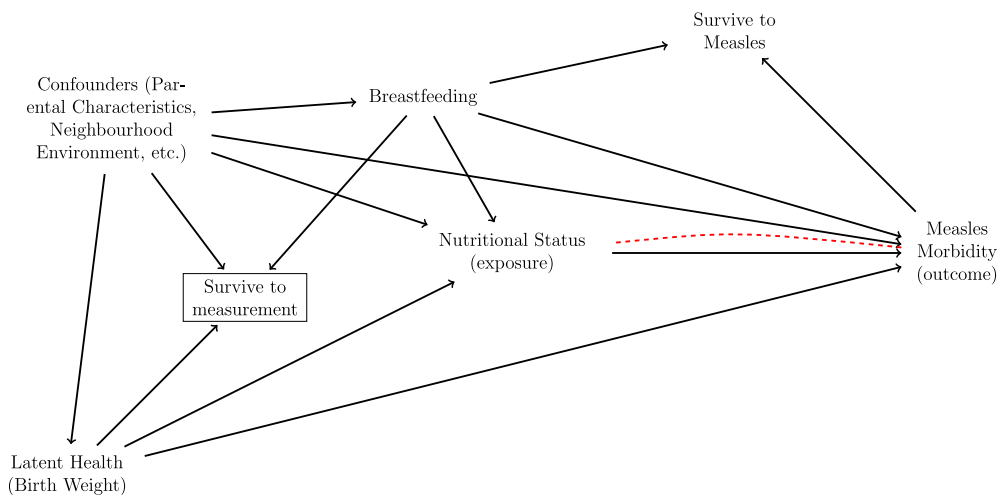 Survive to
Measles
Confounders (Par-
ental Characteristics,
Neighbourhood
Environment, etc.)
Breastfeeding
Nutritional Status
(exposure)
Measles
Morbidity
(outcome)
Survive to
measurement
Latent Health
(Birth Weight)